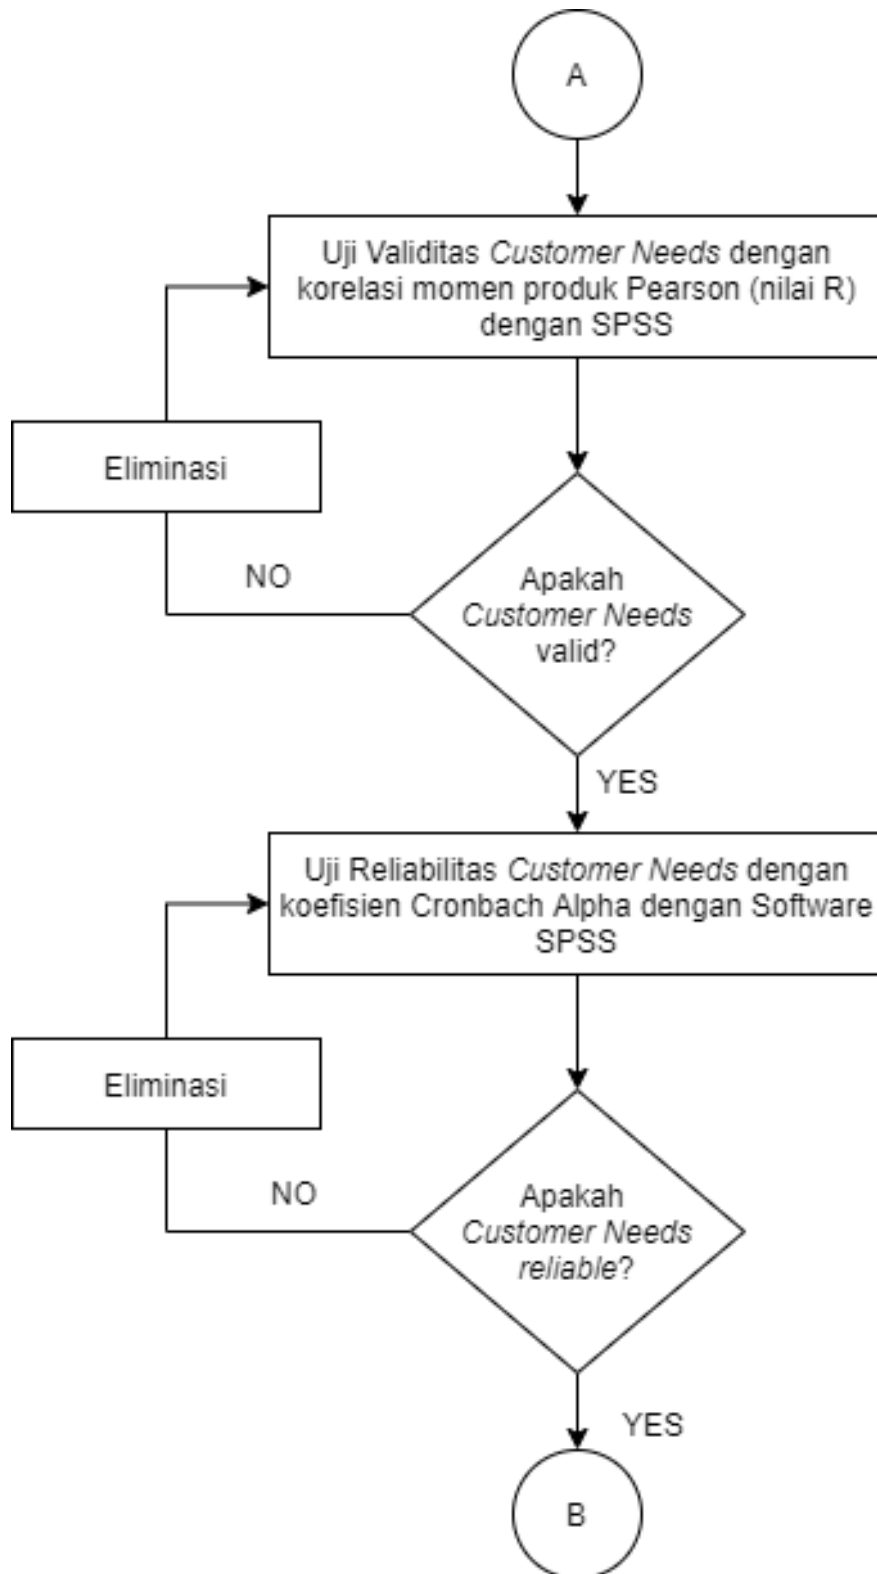 A
Uji Validitas Customer Needs dengan
korelasi momen produk Pearson (nilai R)
dengan SPSS
Eliminasi
NO
Apakah
Customer Needs
valid?
YES
Uji Reliabilitas Customer Needs dengan
koefisien Cronbach Alpha dengan Software
SPSS
Eliminasi
NO
Apakah
Customer Needs
reliable?
YES
B